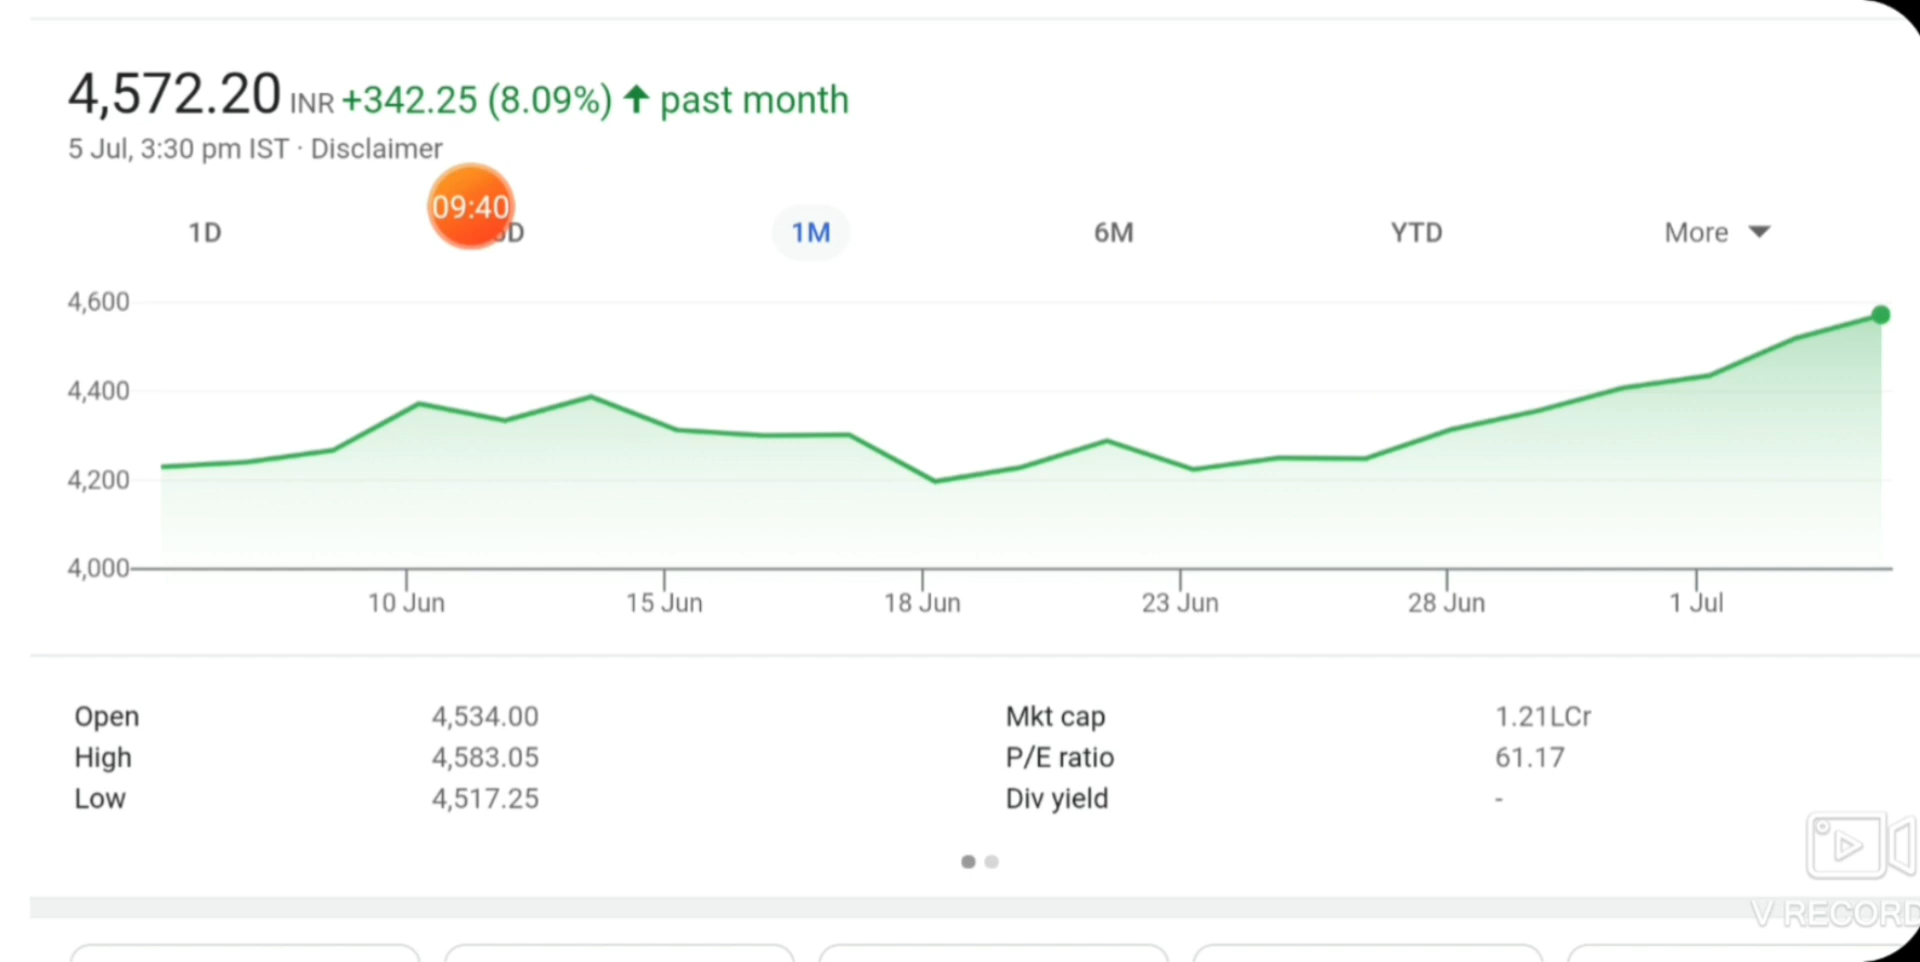 4,572.20 INR +342.25 (8.09%) ↑ past month
5 Jul, 3:30 pm IST · Disclaimer
09:40
1D D 1M 6M YTD More
4,600
4,400
4,200
4,000
10 Jun 15 Jun 18 Jun 23 Jun 28 Jun 1 Jul
Open 4,534.00 Mkt cap 1.21LCr
High 4,583.05 P/E ratio 61.17
Low 4,517.25 Div yield -
V RECORD